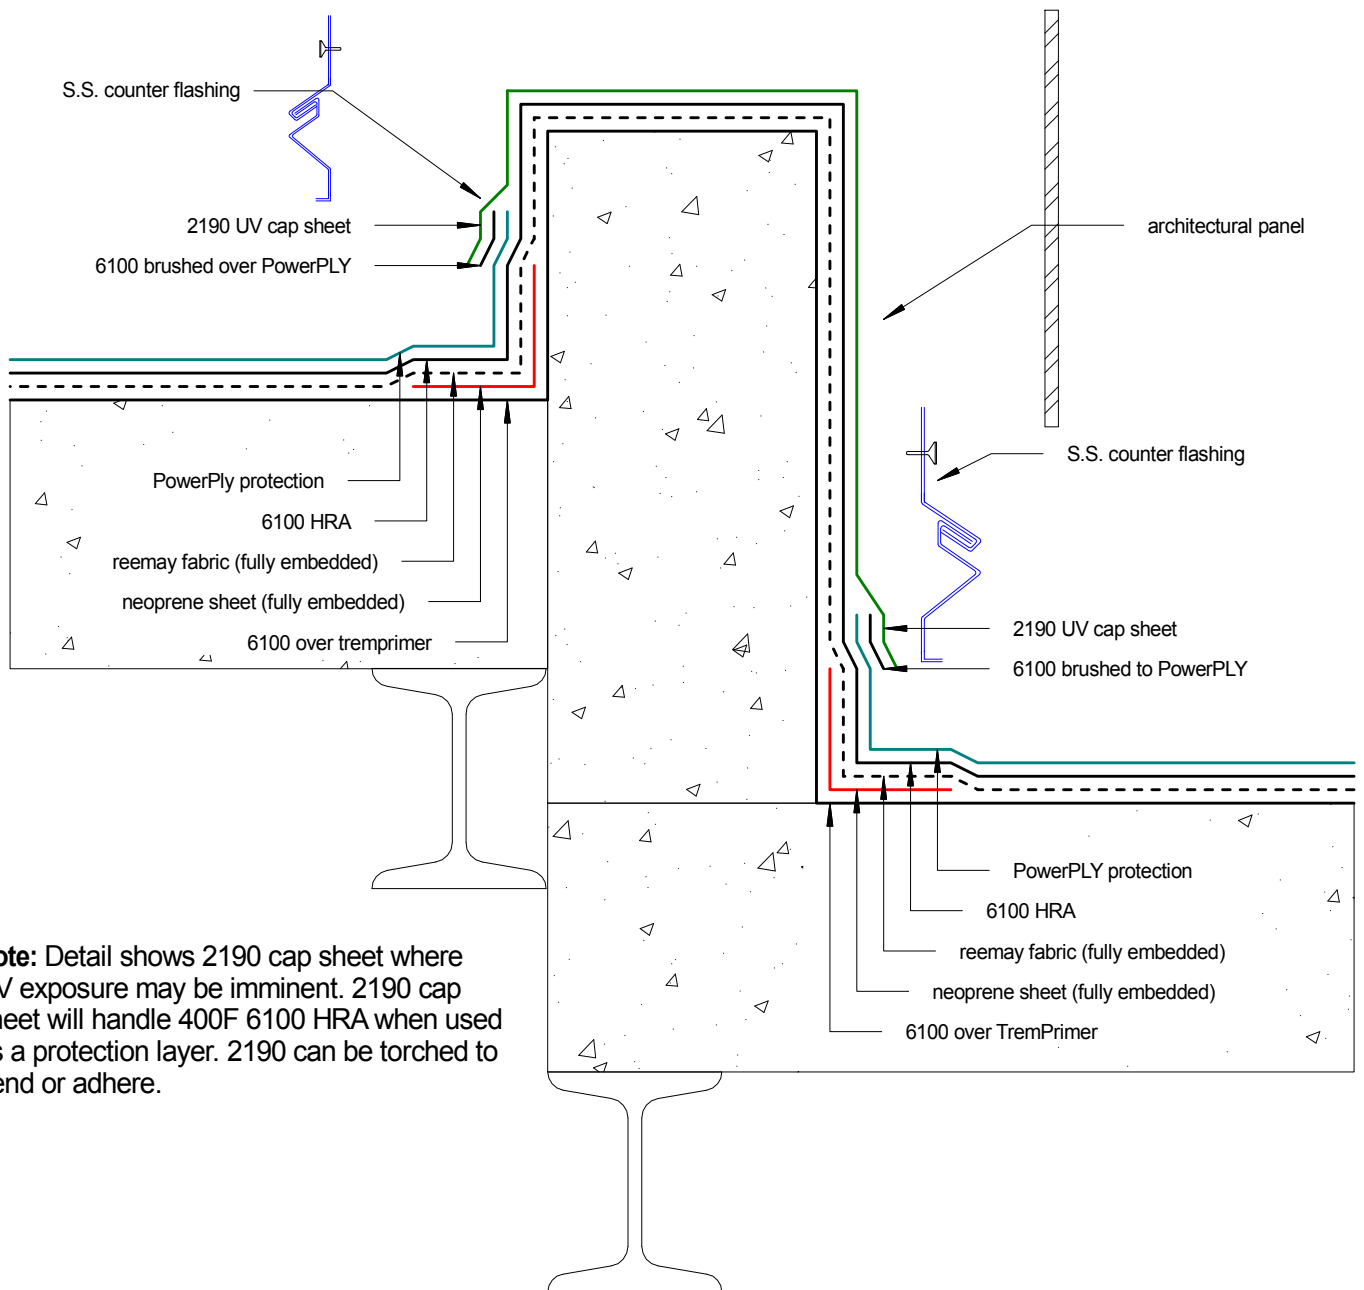 S.S. counter flashing
2190 UV cap sheet
6100 brushed over PowerPLY
architectural panel
S.S. counter flashing
PowerPly protection
6100 HRA
reemay fabric (fully embedded)
neoprene sheet (fully embedded)
6100 over tremprimer
2190 UV cap sheet
6100 brushed to PowerPLY
PowerPLY protection
6100 HRA
reemay fabric (fully embedded)
neoprene sheet (fully embedded)
6100 over TremPrimer
ote: Detail shows 2190 cap sheet where
V exposure may be imminent. 2190 cap
heet will handle 400F 6100 HRA when used
s a protection layer. 2190 can be torched to
end or adhere.